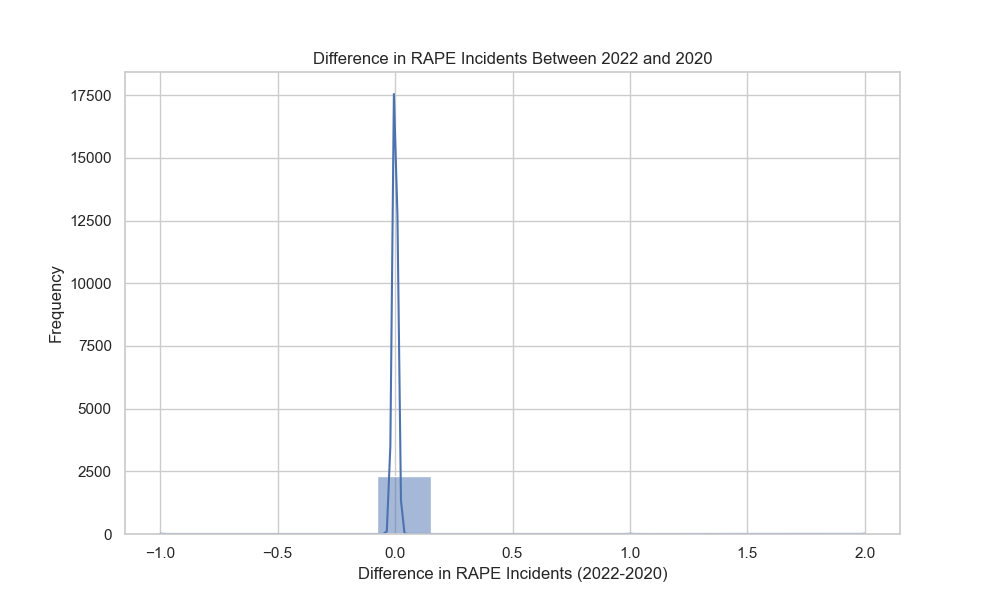 Difference in RAPE Incidents Between 2022 and 2020
17500
15000
12500
10000
7500
5000
2500
0
Frequency
−1.0 −0.5 0.0 0.5 1.0 1.5 2.0
Difference in RAPE Incidents (2022-2020)